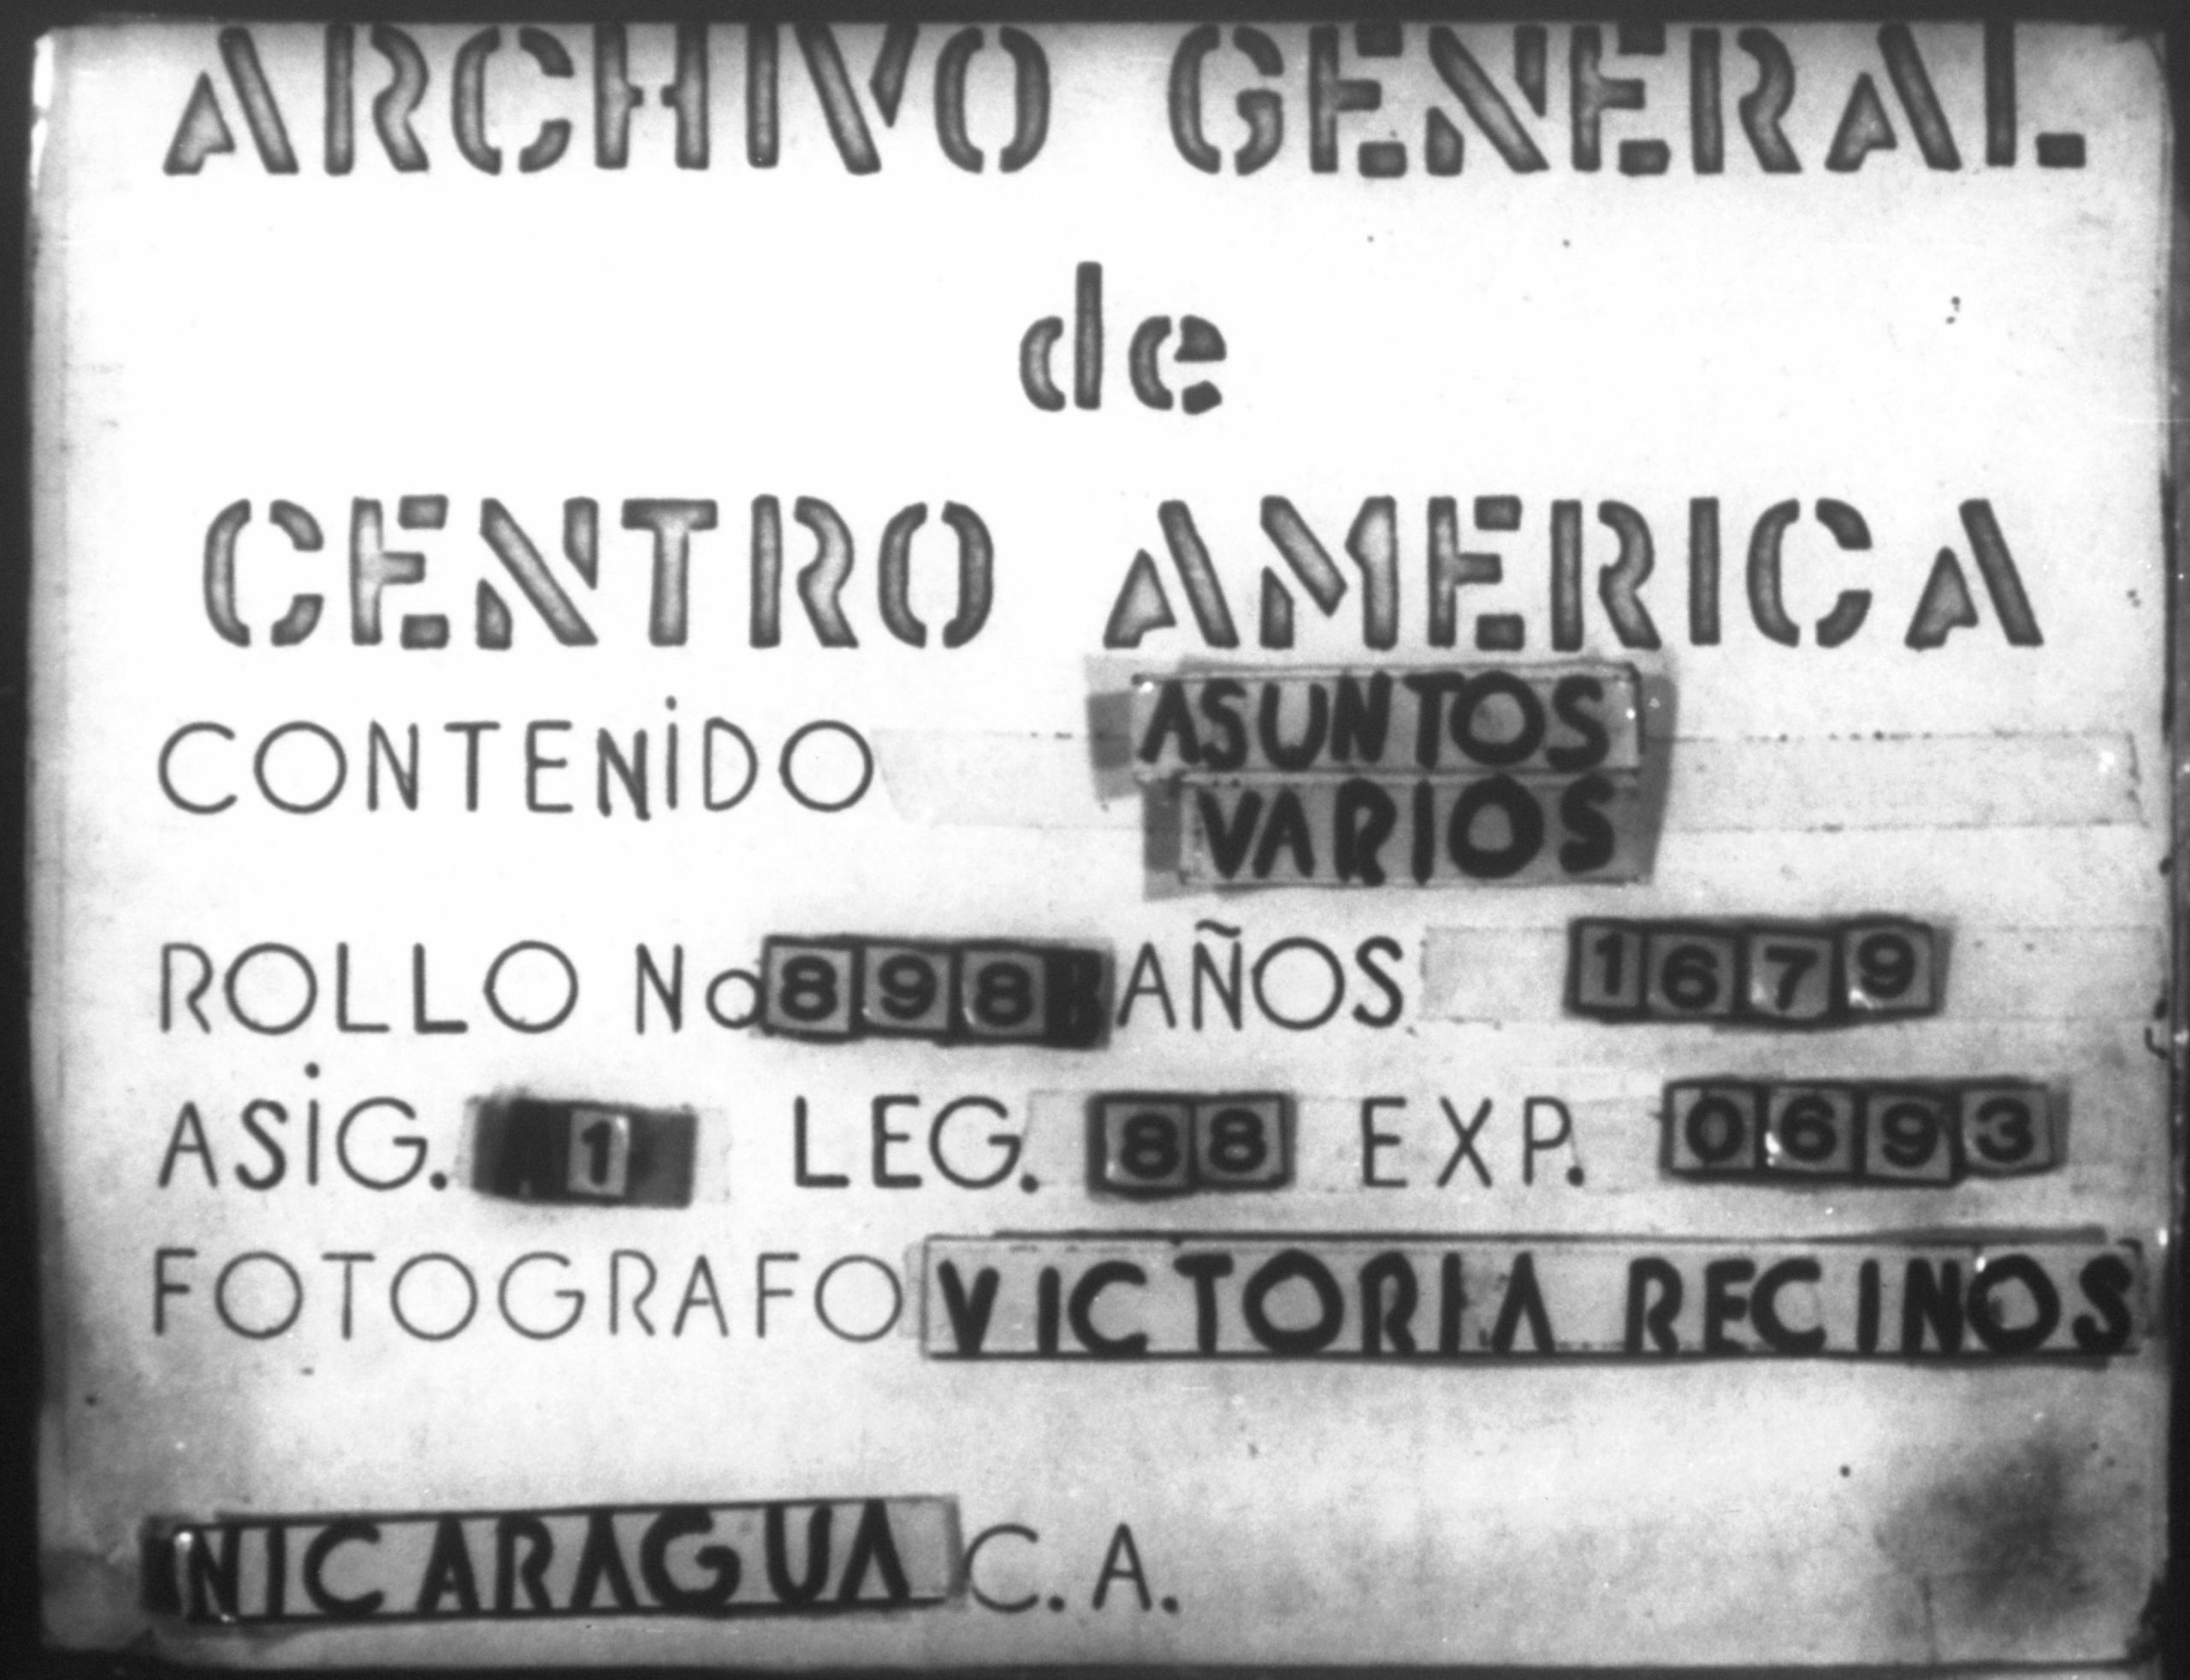 ARCHIVO GENERAL
de
CENTRO AMERICA
CONTENIDO ASUNTOS
VARIOS
ROLLO No 898 AÑOS 1679
ASIG. 1 LEG. 88 EXP. 0693
FOTOGRAFO VICTORIA RECINOS
NICARAGUA C.A.